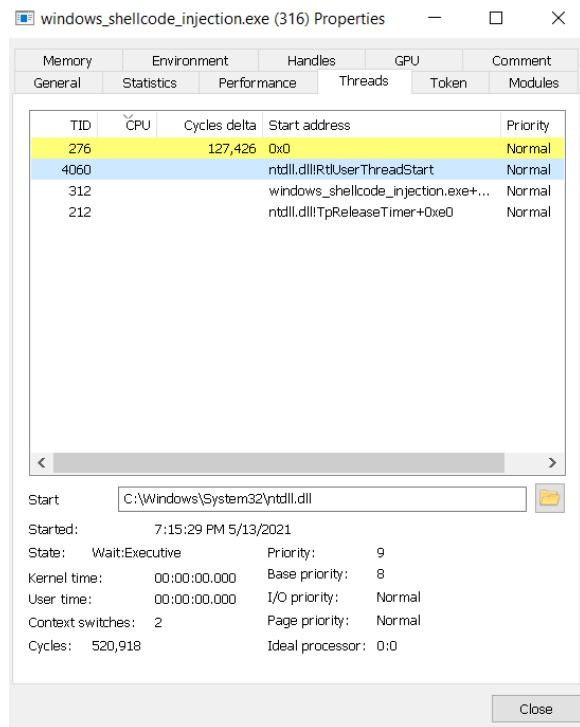 windows_shellcode_injection.exe (316) Properties
Memory Environment Handles GPU Comment
General Statistics Performance Threads Token Modules
TID CPU Cycles delta Start address Priority
276 127,426 0x0 Normal
4060 ntdll.dll!RtlUserThreadStart Normal
312 windows_shellcode_injection.exe+... Normal
212 ntdll.dll!TpReleaseTimer+0xe0 Normal
Start C:\Windows\System32\ntdll.dll
Started: 7:15:29 PM 5/13/2021
State: Wait:Executive Priority: 9
Kernel time: 00:00:00.000 Base priority: 8
User time: 00:00:00.000 I/O priority: Normal
Context switches: 2 Page priority: Normal
Cycles: 520,918 Ideal processor: 0:0
Close